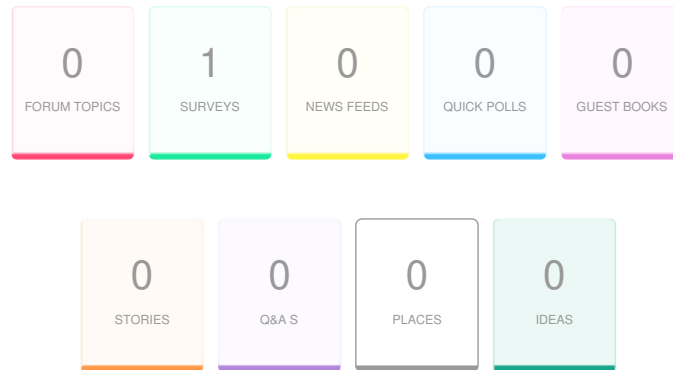 0 1 0 0 0
FORUM TOPICS SURVEYS NEWS FEEDS QUICK POLLS GUEST BOOKS
0 0 0 0
STORIES Q&A S PLACES IDEAS